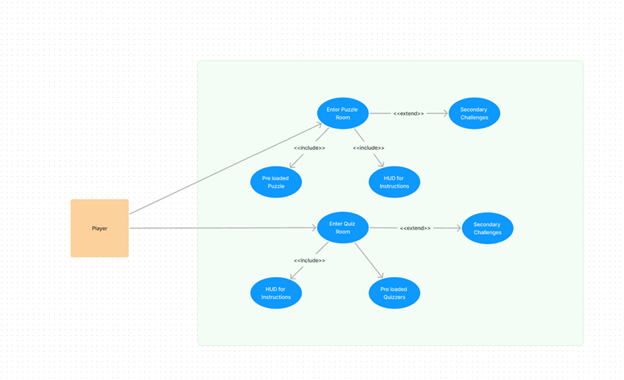 Enter Puzzle
Room
<<extend>>
Secondary
Challenges
<<include>>
<<include>>
Pre loaded
Puzzle
HUD for
Instructions
Player
Enter Quiz
Room
<<extend>>
Secondary
Challenges
<<include>>
HUD for
Instructions
Pre loaded
Quizzers